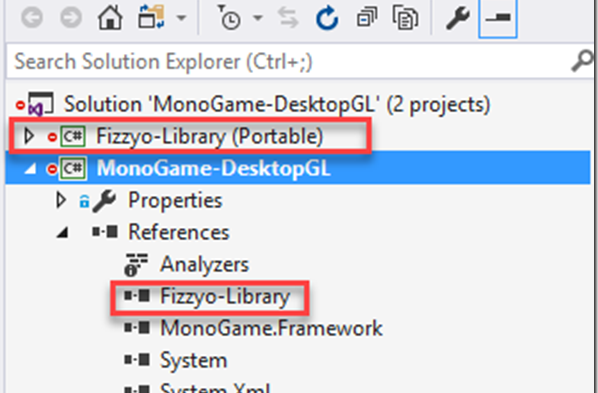 Search Solution Explorer (Ctrl+;)
Solution 'MonoGame-DesktopGL' (2 projects)
C# Fizzyo-Library (Portable)
C# MonoGame-DesktopGL
Properties
References
Analyzers
Fizzyo-Library
MonoGame.Framework
System
System.Xml